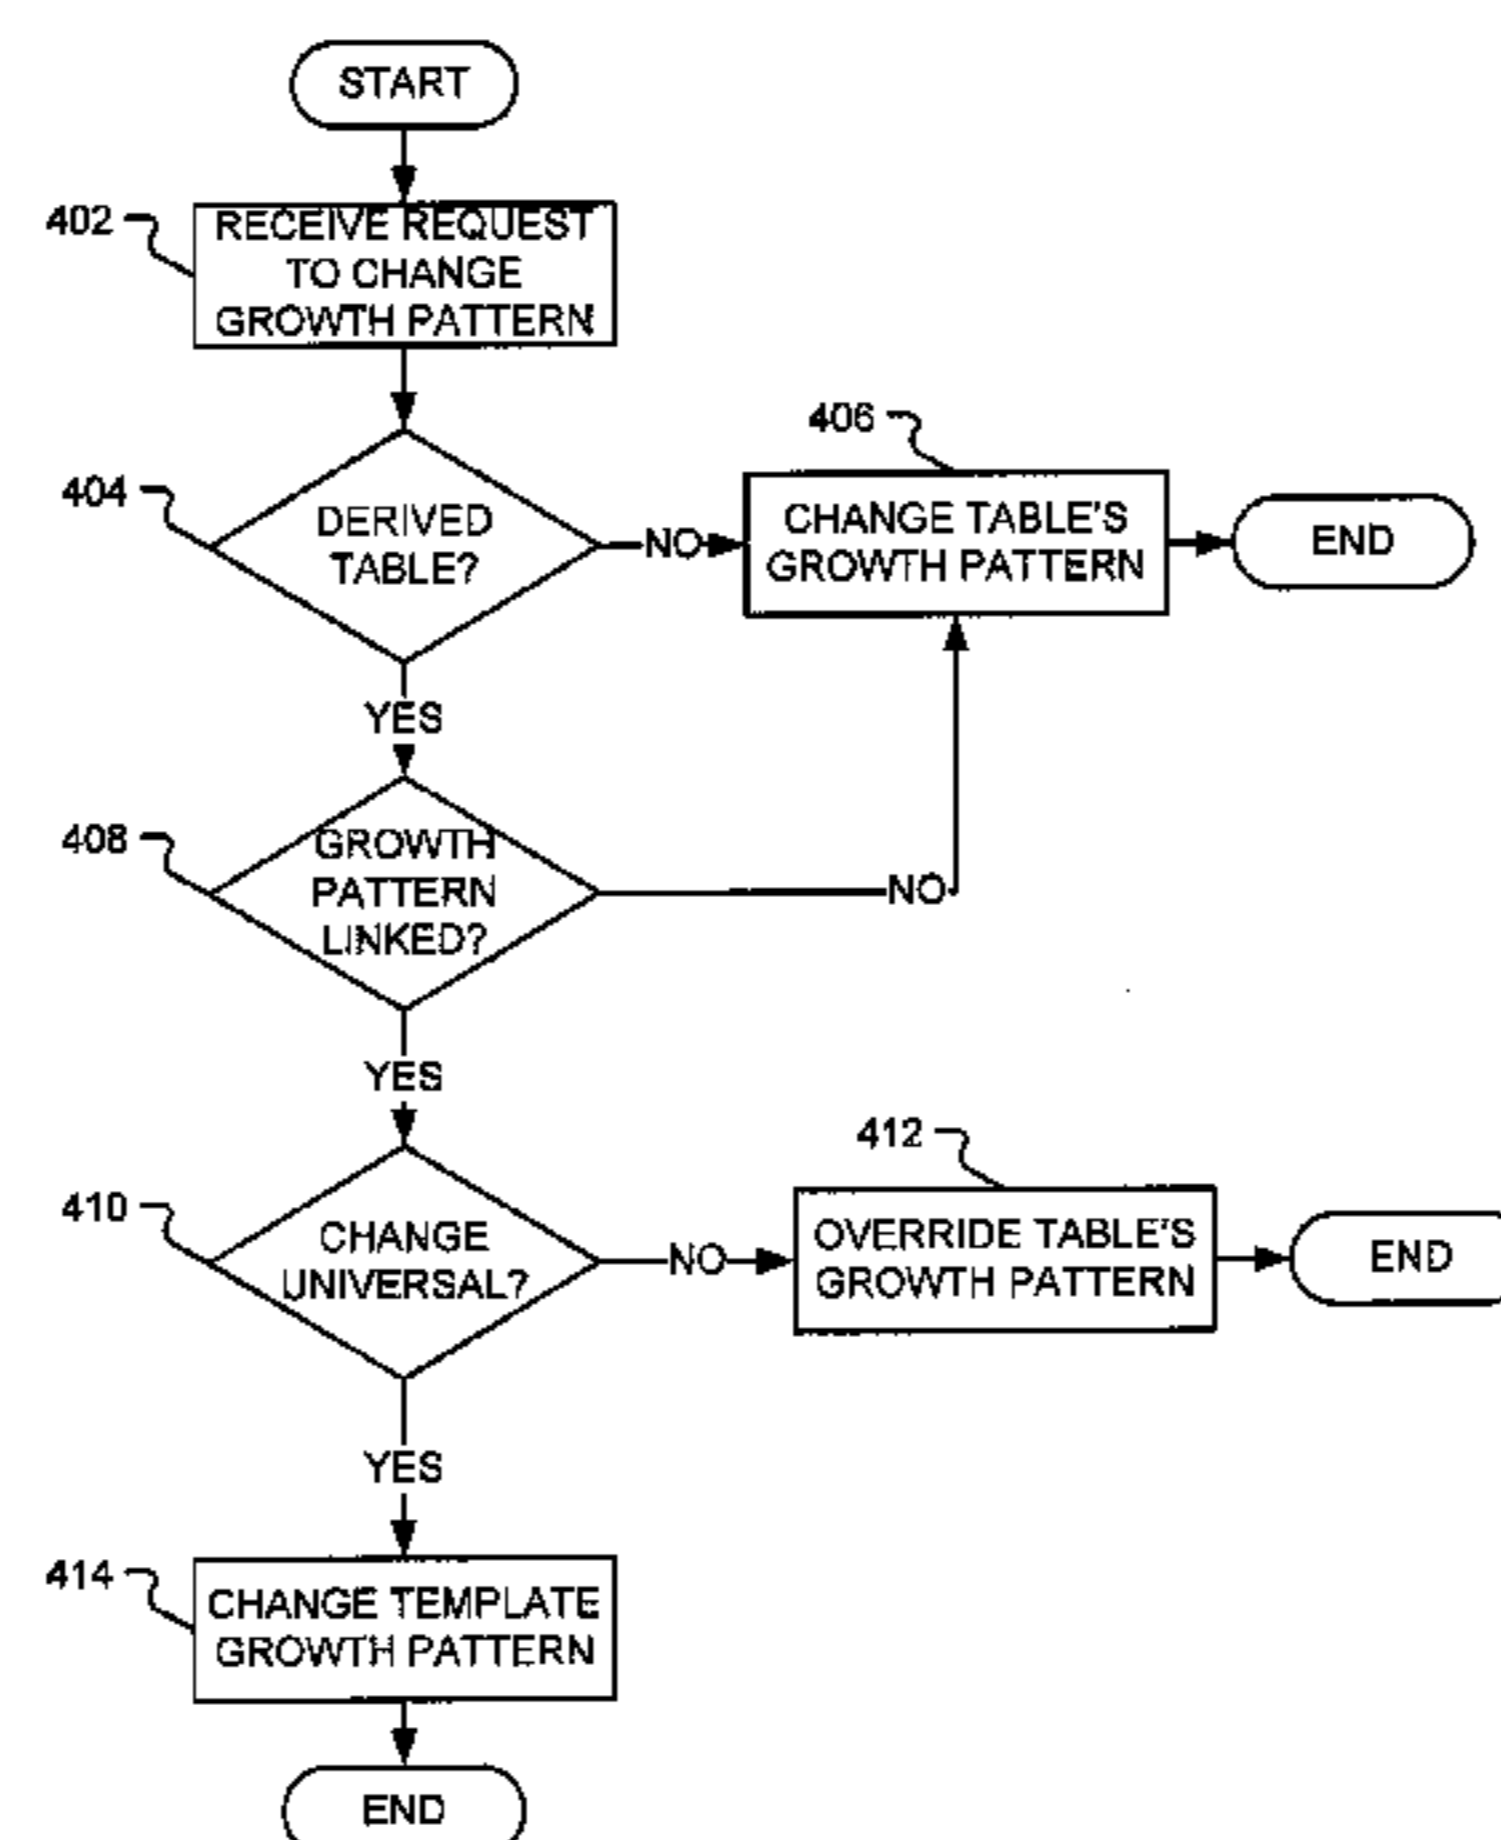 START
402
RECEIVE REQUEST
TO CHANGE
GROWTH PATTERN
404
DERIVED
TABLE?
NO
406
CHANGE TABLE'S
GROWTH PATTERN
END
YES
408
GROWTH
PATTERN
LINKED?
NO
YES
410
CHANGE
UNIVERSAL?
NO
412
OVERRIDE TABLE'S
GROWTH PATTERN
END
YES
414
CHANGE TEMPLATE
GROWTH PATTERN
END